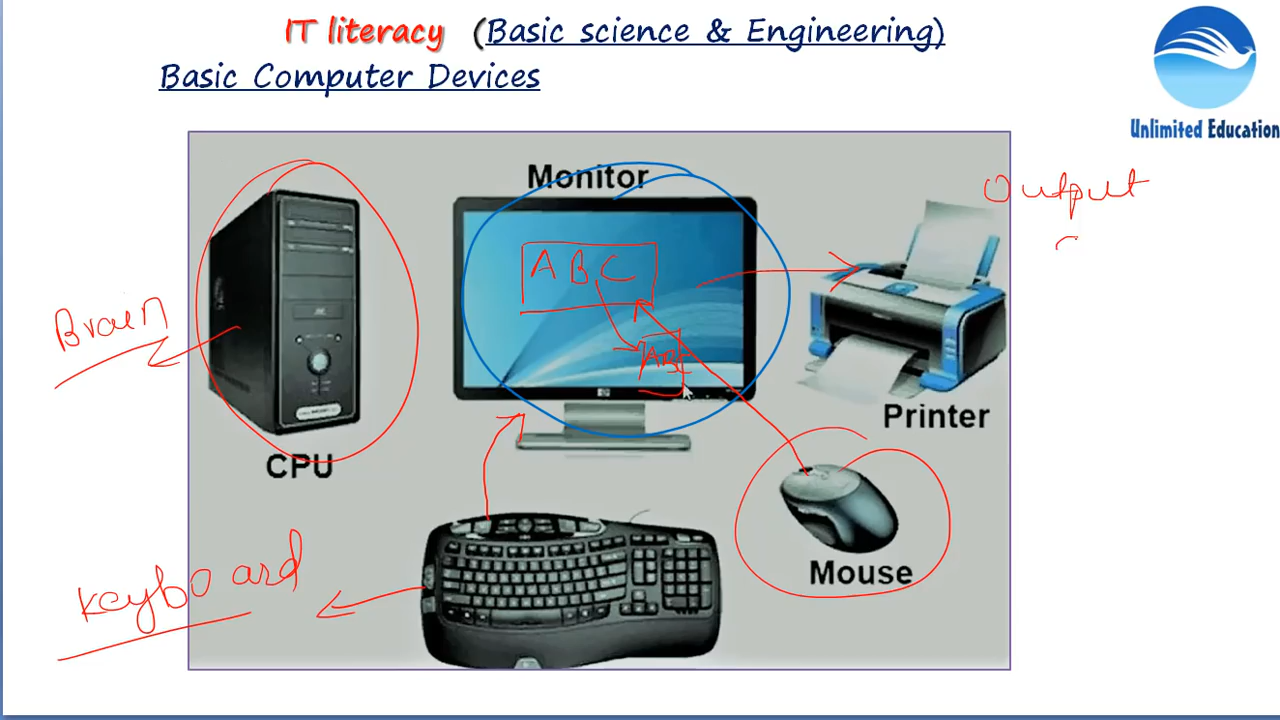 IT literacy (Basic science & Engineering)
Basic Computer Devices
Unlimited Education
Monitor
Output
A B C
Brain
ABC
Printer
CPU
Mouse
Keyboard